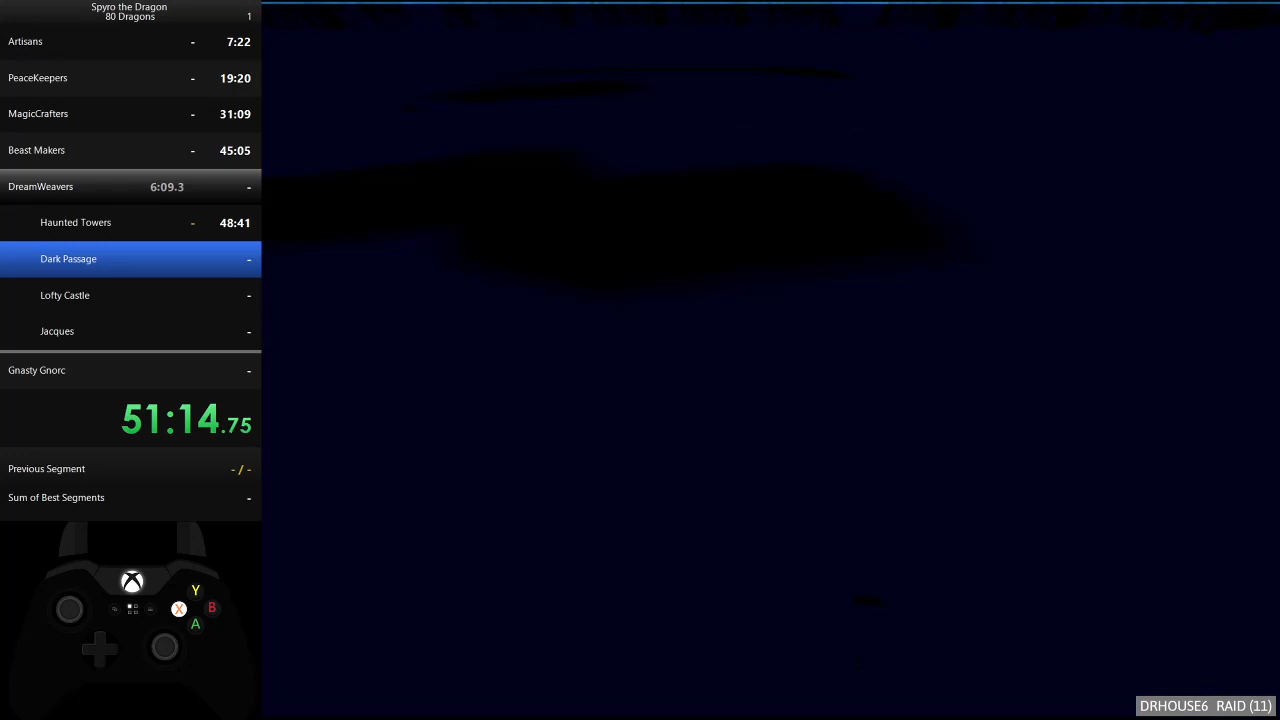 Spyro the Dragon
80 Dragons 1
Artisans - 7:22
PeaceKeepers - 19:20
MagicCrafters - 31:09
Beast Makers - 45:05
DreamWeavers 6:09.3 -
Haunted Towers - 48:41
Dark Passage -
Lofty Castle -
Jacques -
Gnasty Gnorc -
51:14.75
Previous Segment - / -
Sum of Best Segments -
Y
X B
A
DRHOUSE6 RAID (11)